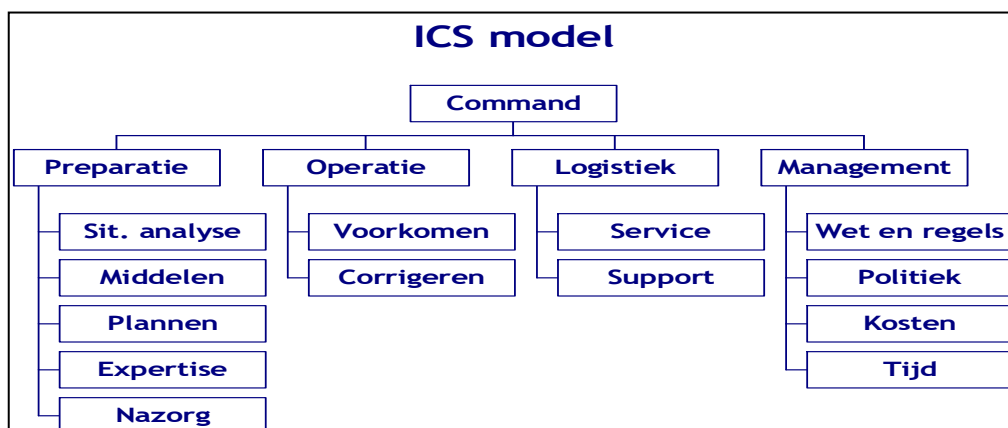 ICS model
Command
Preparatie
Operatie
Logistiek
Management
Sit. analyse
Voorkomen
Service
Wet en regels
Middelen
Corrigeren
Support
Politiek
Plannen
Kosten
Expertise
Tijd
Nazorg